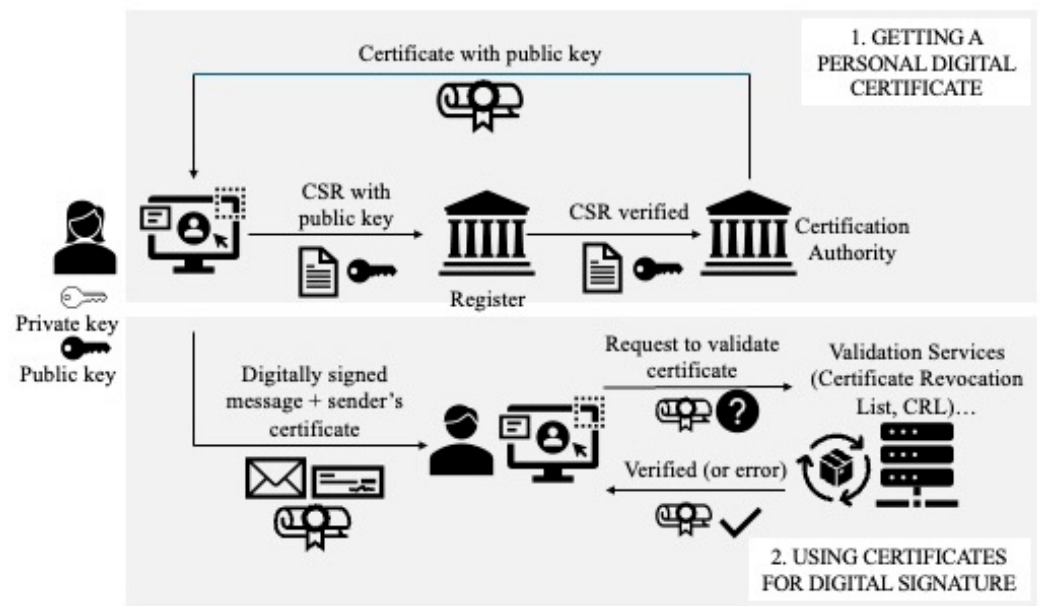 1. GETTING A
PERSONAL DIGITAL
CERTIFICATE
Certificate with public key
CSR with
public key
CSR verified
Certification
Authority
Register
Private key
Public key
Digitally signed
message + sender's
certificate
Request to validate
certificate
Validation Services
(Certificate Revocation
List, CRL)…
Verified (or error)
2. USING CERTIFICATES
FOR DIGITAL SIGNATURE